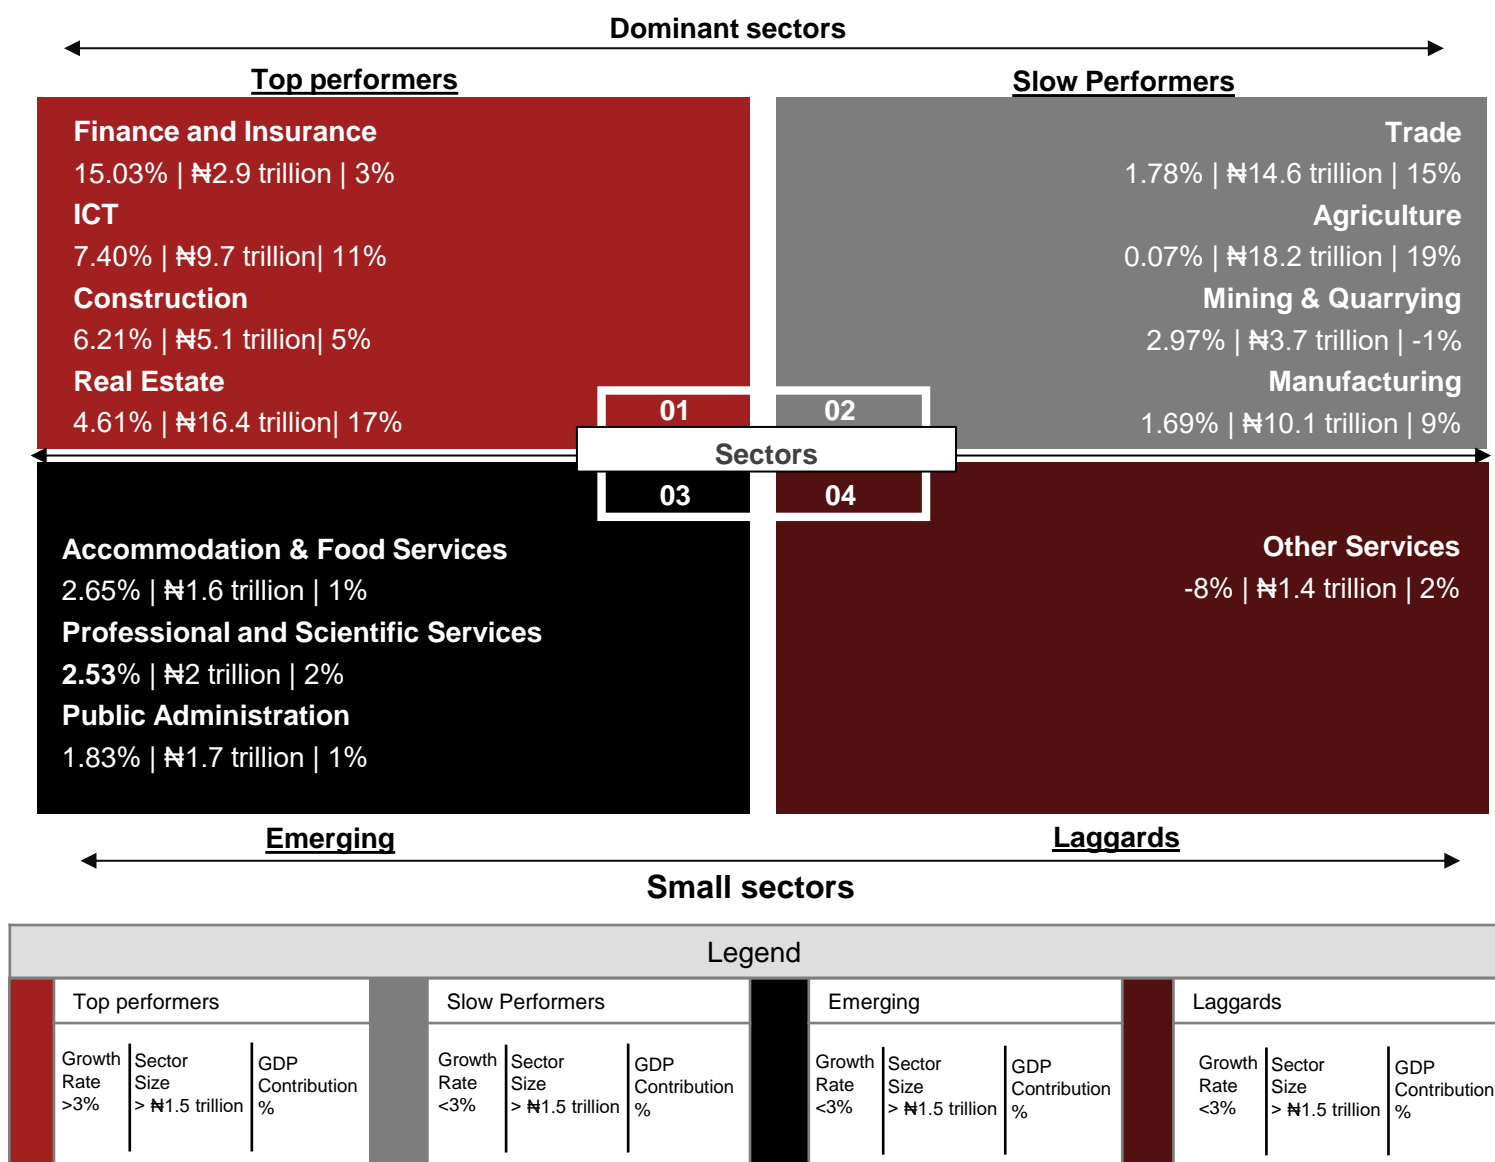 Dominant sectors
Top performers
Slow Performers
Finance and Insurance
15.03% | ₦2.9 trillion | 3%
ICT
7.40% | ₦9.7 trillion| 11%
Construction
6.21% | ₦5.1 trillion| 5%
Real Estate
4.61% | ₦16.4 trillion| 17%
Trade
1.78% | ₦14.6 trillion | 15%
Agriculture
0.07% | ₦18.2 trillion | 19%
Mining & Quarrying
2.97% | ₦3.7 trillion | -1%
Manufacturing
1.69% | ₦10.1 trillion | 9%
01
02
Sectors
03
04
Accommodation & Food Services
2.65% | ₦1.6 trillion | 1%
Professional and Scientific Services
2.53% | ₦2 trillion | 2%
Public Administration
1.83% | ₦1.7 trillion | 1%
Other Services
-8% | ₦1.4 trillion | 2%
Emerging
Laggards
Small sectors
Legend
Top performers
Growth
Rate
>3%
Sector
Size
> ₦1.5 trillion
GDP
Contribution
%
Slow Performers
Growth
Rate
<3%
Sector
Size
> ₦1.5 trillion
GDP
Contribution
%
Emerging
Growth
Rate
<3%
Sector
Size
> ₦1.5 trillion
GDP
Contribution
%
Laggards
Growth
Rate
<3%
Sector
Size
> ₦1.5 trillion
GDP
Contribution
%